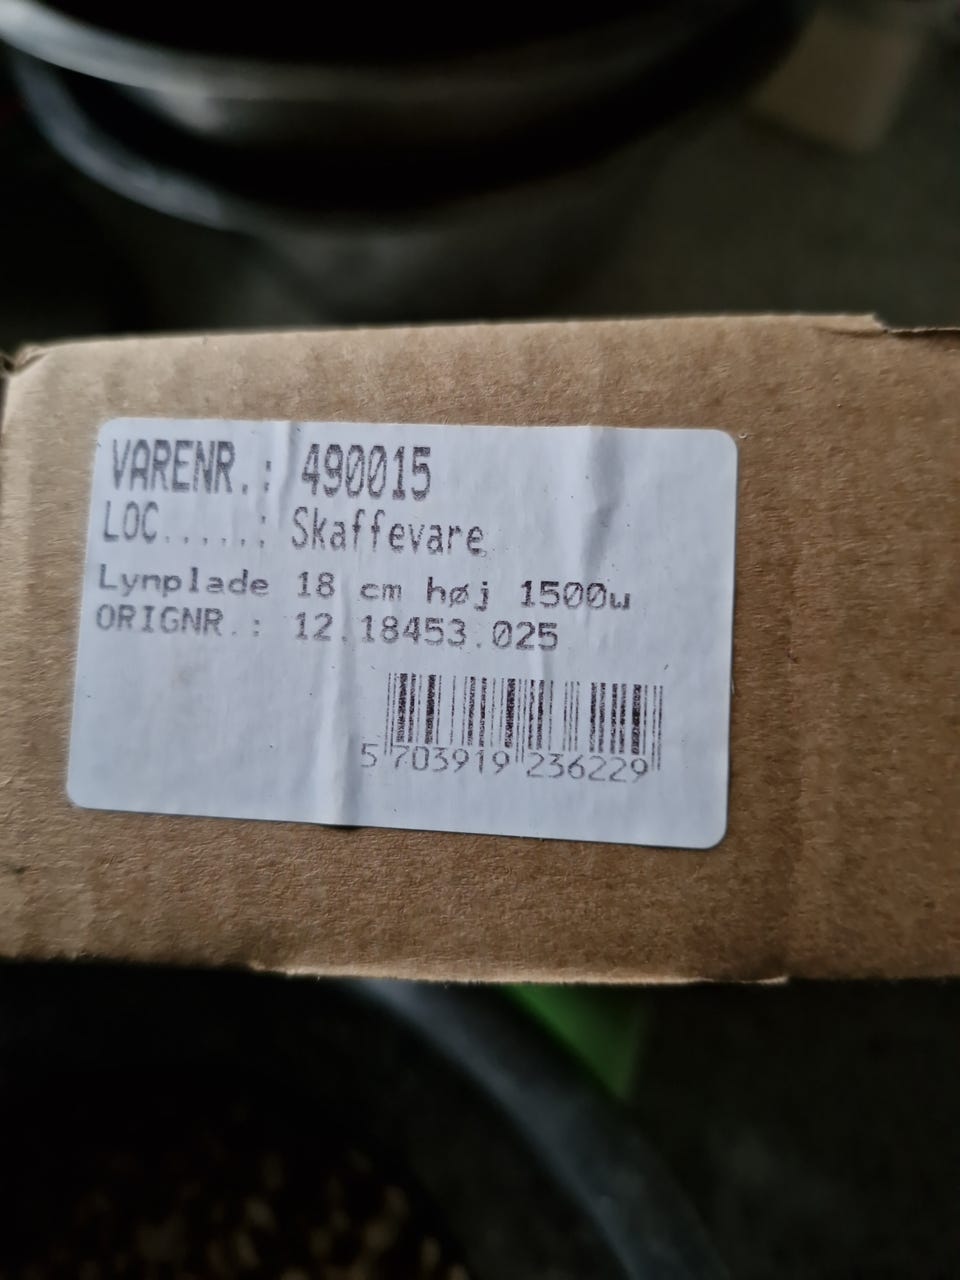 VARENR.: 490015
LOC.....: Skaffevare
Lynplade 18 cm høj 1500w
ORIGNR.: 12.18453.025
5 703919 236229